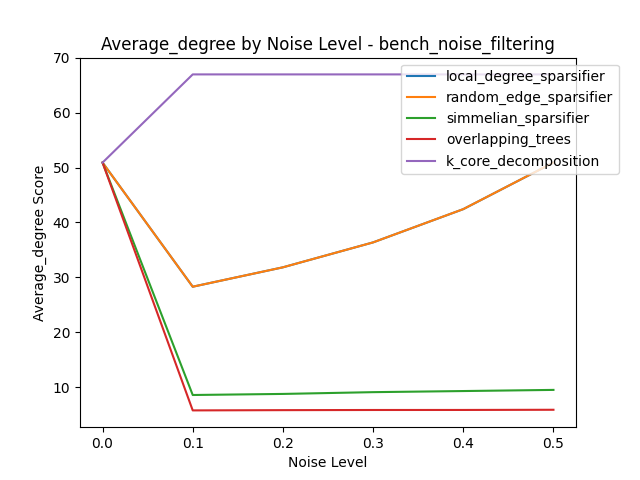 Average_degree by Noise Level - bench_noise_filtering
local_degree_sparsifier
random_edge_sparsifier
simmelian_sparsifier
overlapping_trees
k_core_decomposition
Average_degree Score
70
60
50
40
30
20
10
0.0 0.1 0.2 0.3 0.4 0.5
Noise Level